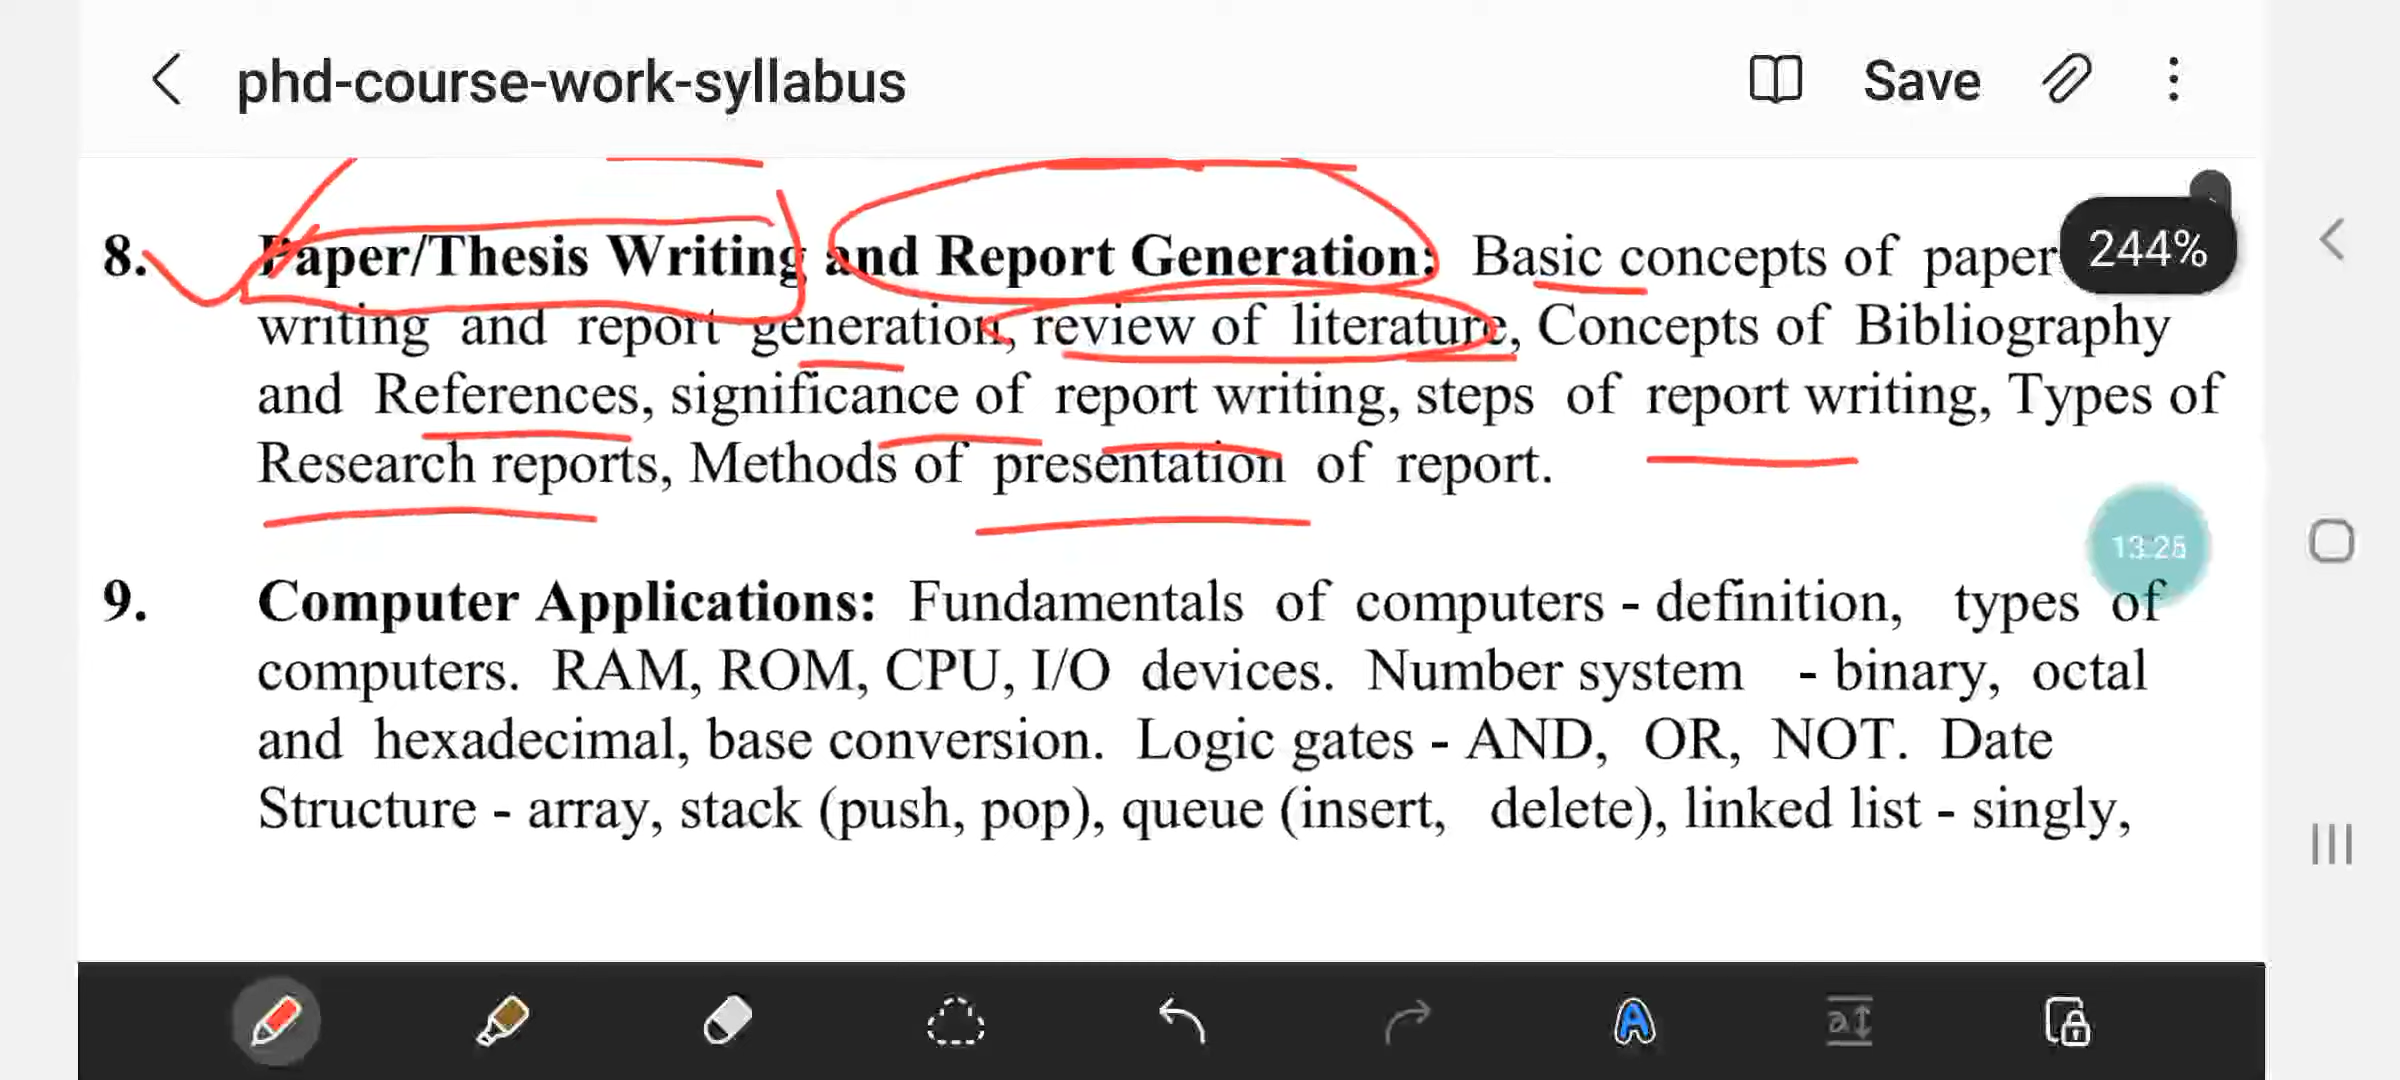 phd-course-work-syllabus
Save
244%
8. Paper/Thesis Writing and Report Generation: Basic concepts of paper
writing and report generation, review of literature, Concepts of Bibliography
and References, significance of report writing, steps of report writing, Types of
Research reports, Methods of presentation of report.
13:25
9. Computer Applications: Fundamentals of computers - definition, types of
computers. RAM, ROM, CPU, I/O devices. Number system - binary, octal
and hexadecimal, base conversion. Logic gates - AND, OR, NOT. Date
Structure - array, stack (push, pop), queue (insert, delete), linked list - singly,